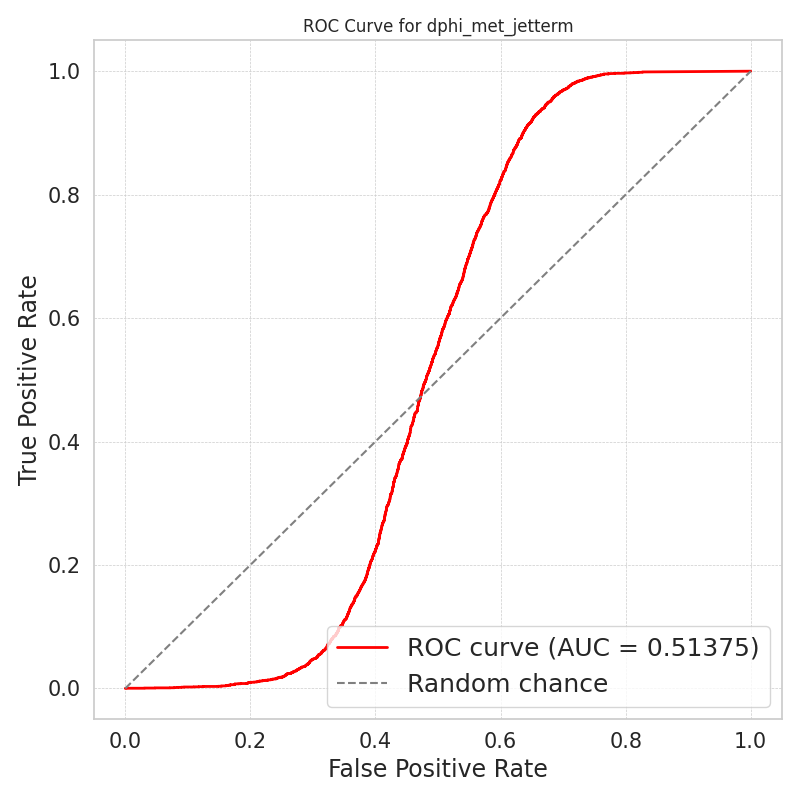 ROC Curve for dphi_met_jetterm
True Positive Rate
1.0
0.8
0.6
0.4
0.2
0.0
ROC curve (AUC = 0.51375)
Random chance
0.0 0.2 0.4 0.6 0.8 1.0
False Positive Rate